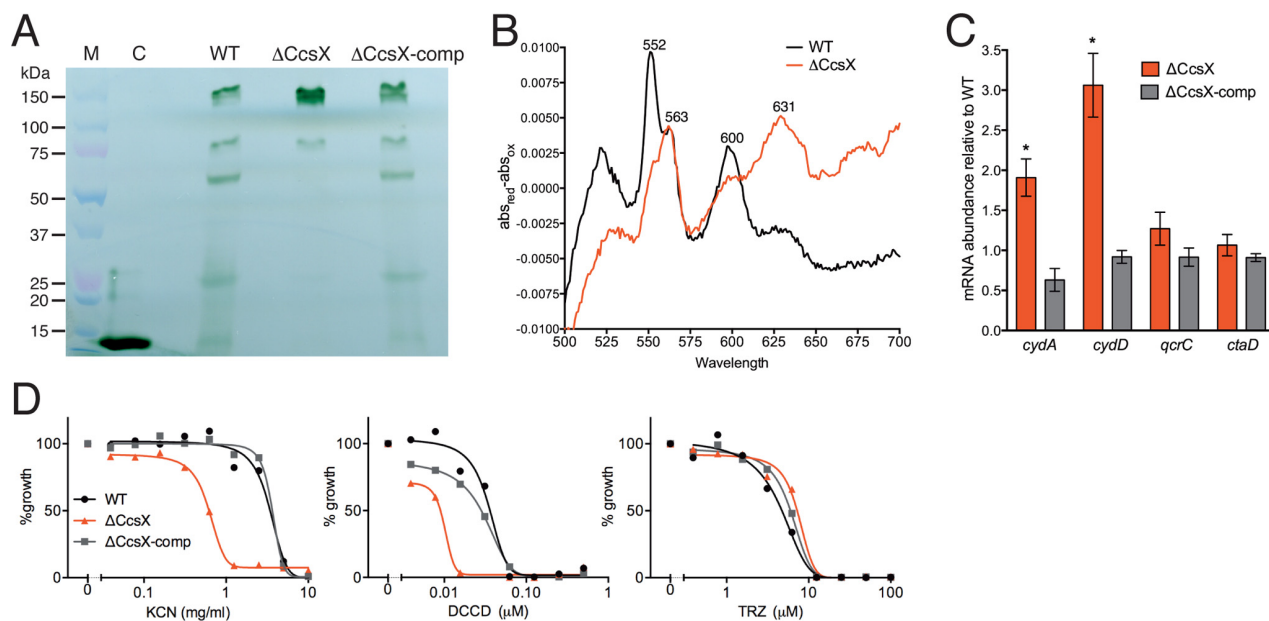 A
M C WT ΔCcsX ΔCcsX-comp
kDa
150
100
75
50
37
25
20
15
B
WT
ΔCcsX
552
563
600
631
0.0100
0.0075
0.0050
0.0025
0.0000
-0.0025
-0.0050
-0.0075
-0.0100
abs_red-abs_ox
500 525 550 575 600 625 650 675 700
Wavelength
C
ΔCcsX
ΔCcsX-comp
* *
3.5
3.0
2.5
2.0
1.5
1.0
0.5
0.0
mRNA abundance relative to WT
cydA cydD qcrC ctaD
D
100
50
0
%growth
WT
ΔCcsX
ΔCcsX-comp
0 0.1 1 10
KCN (mg/ml)
100
50
0
% growth
0 0.01 0.10 1
DCCD (μM)
100
50
0
% growth
0 1 10 100
TRZ (μM)